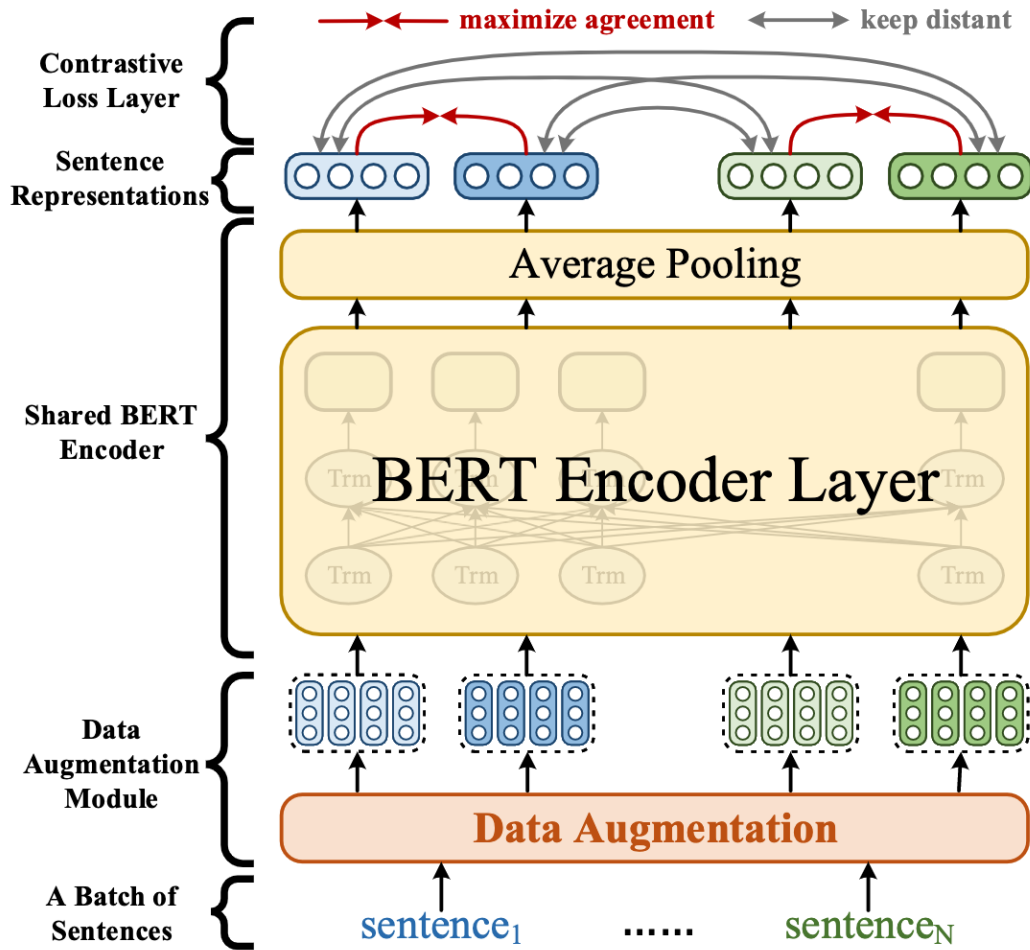 maximize agreement
keep distant
Contrastive
Loss Layer
Sentence
Representations
Average Pooling
Shared BERT
Encoder
Trm
Trm
Trm
Trm
BERT Encoder Layer
Trm
Trm
Trm
Trm
Data
Augmentation
Module
Data Augmentation
A Batch of
Sentences
sentence₁
......
sentence_N